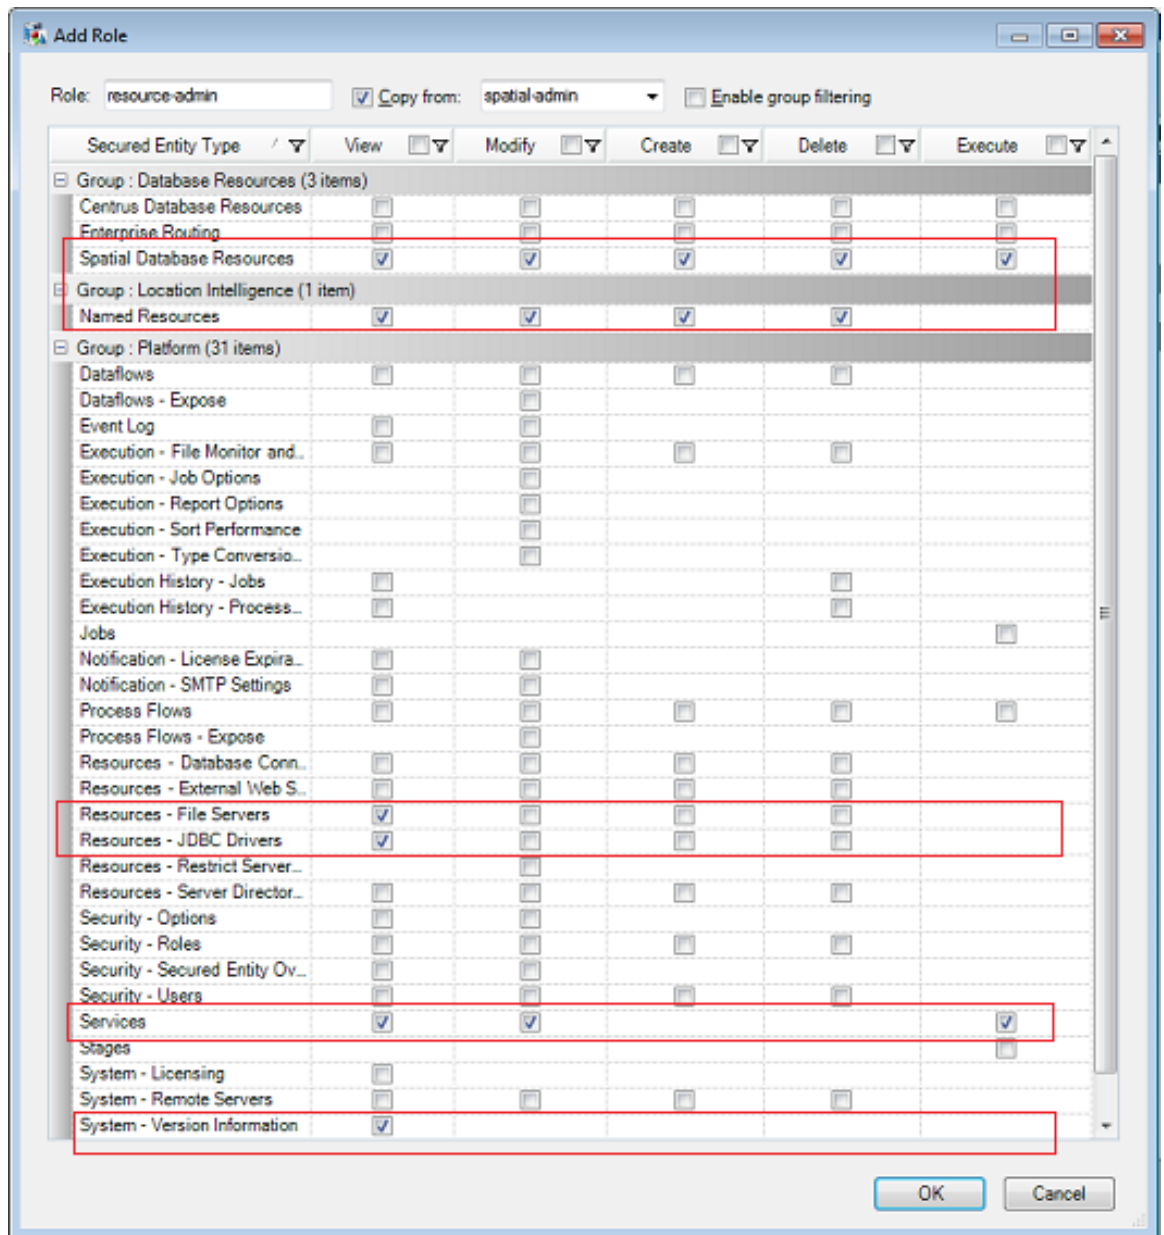 Add Role
Role: resource-admin Copy from: spatial-admin Enable group filtering
Secured Entity Type View Modify Create Delete Execute
Group : Database Resources (3 items)
Centrus Database Resources
Enterprise Routing
Spatial Database Resources
Group : Location Intelligence (1 item)
Named Resources
Group : Platform (31 items)
Dataflows
Dataflows - Expose
Event Log
Execution - File Monitor and...
Execution - Job Options
Execution - Report Options
Execution - Sort Performance
Execution - Type Conversio...
Execution History - Jobs
Execution History - Process...
Jobs
Notification - License Expira...
Notification - SMTP Settings
Process Flows
Process Flows - Expose
Resources - Database Conn...
Resources - External Web S...
Resources - File Servers
Resources - JDBC Drivers
Resources - Restrict Server...
Resources - Server Director...
Security - Options
Security - Roles
Security - Secured Entity Ov...
Security - Users
Services
Stages
System - Licensing
System - Remote Servers
System - Version Information
OK Cancel